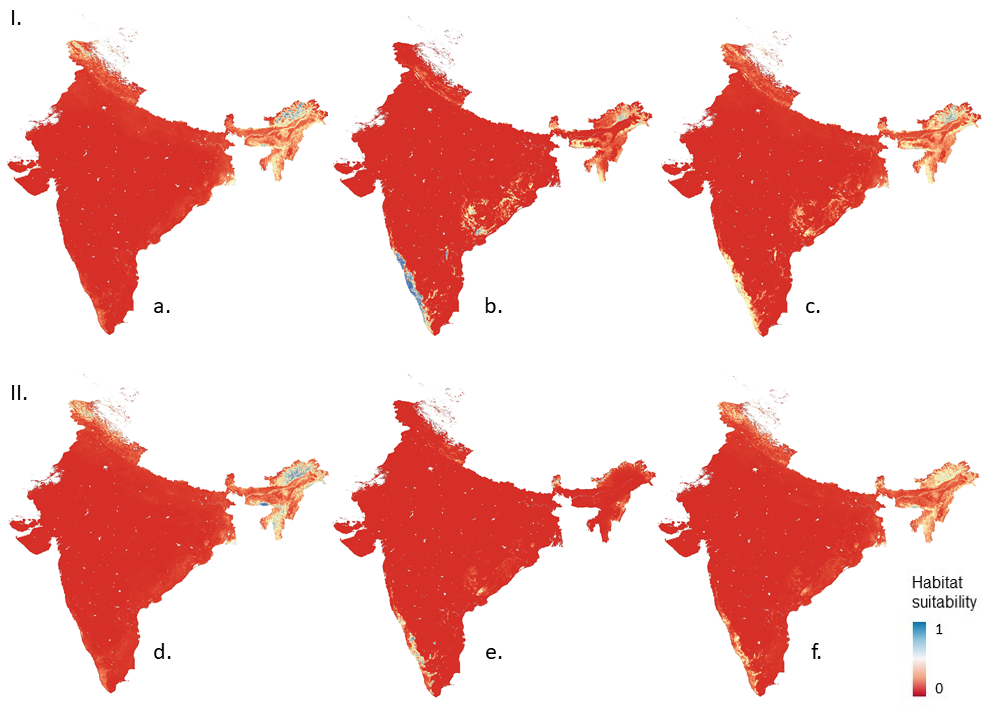 I.
a.
b.
c.
II.
d.
e.
f.
Habitat
suitability
1
0